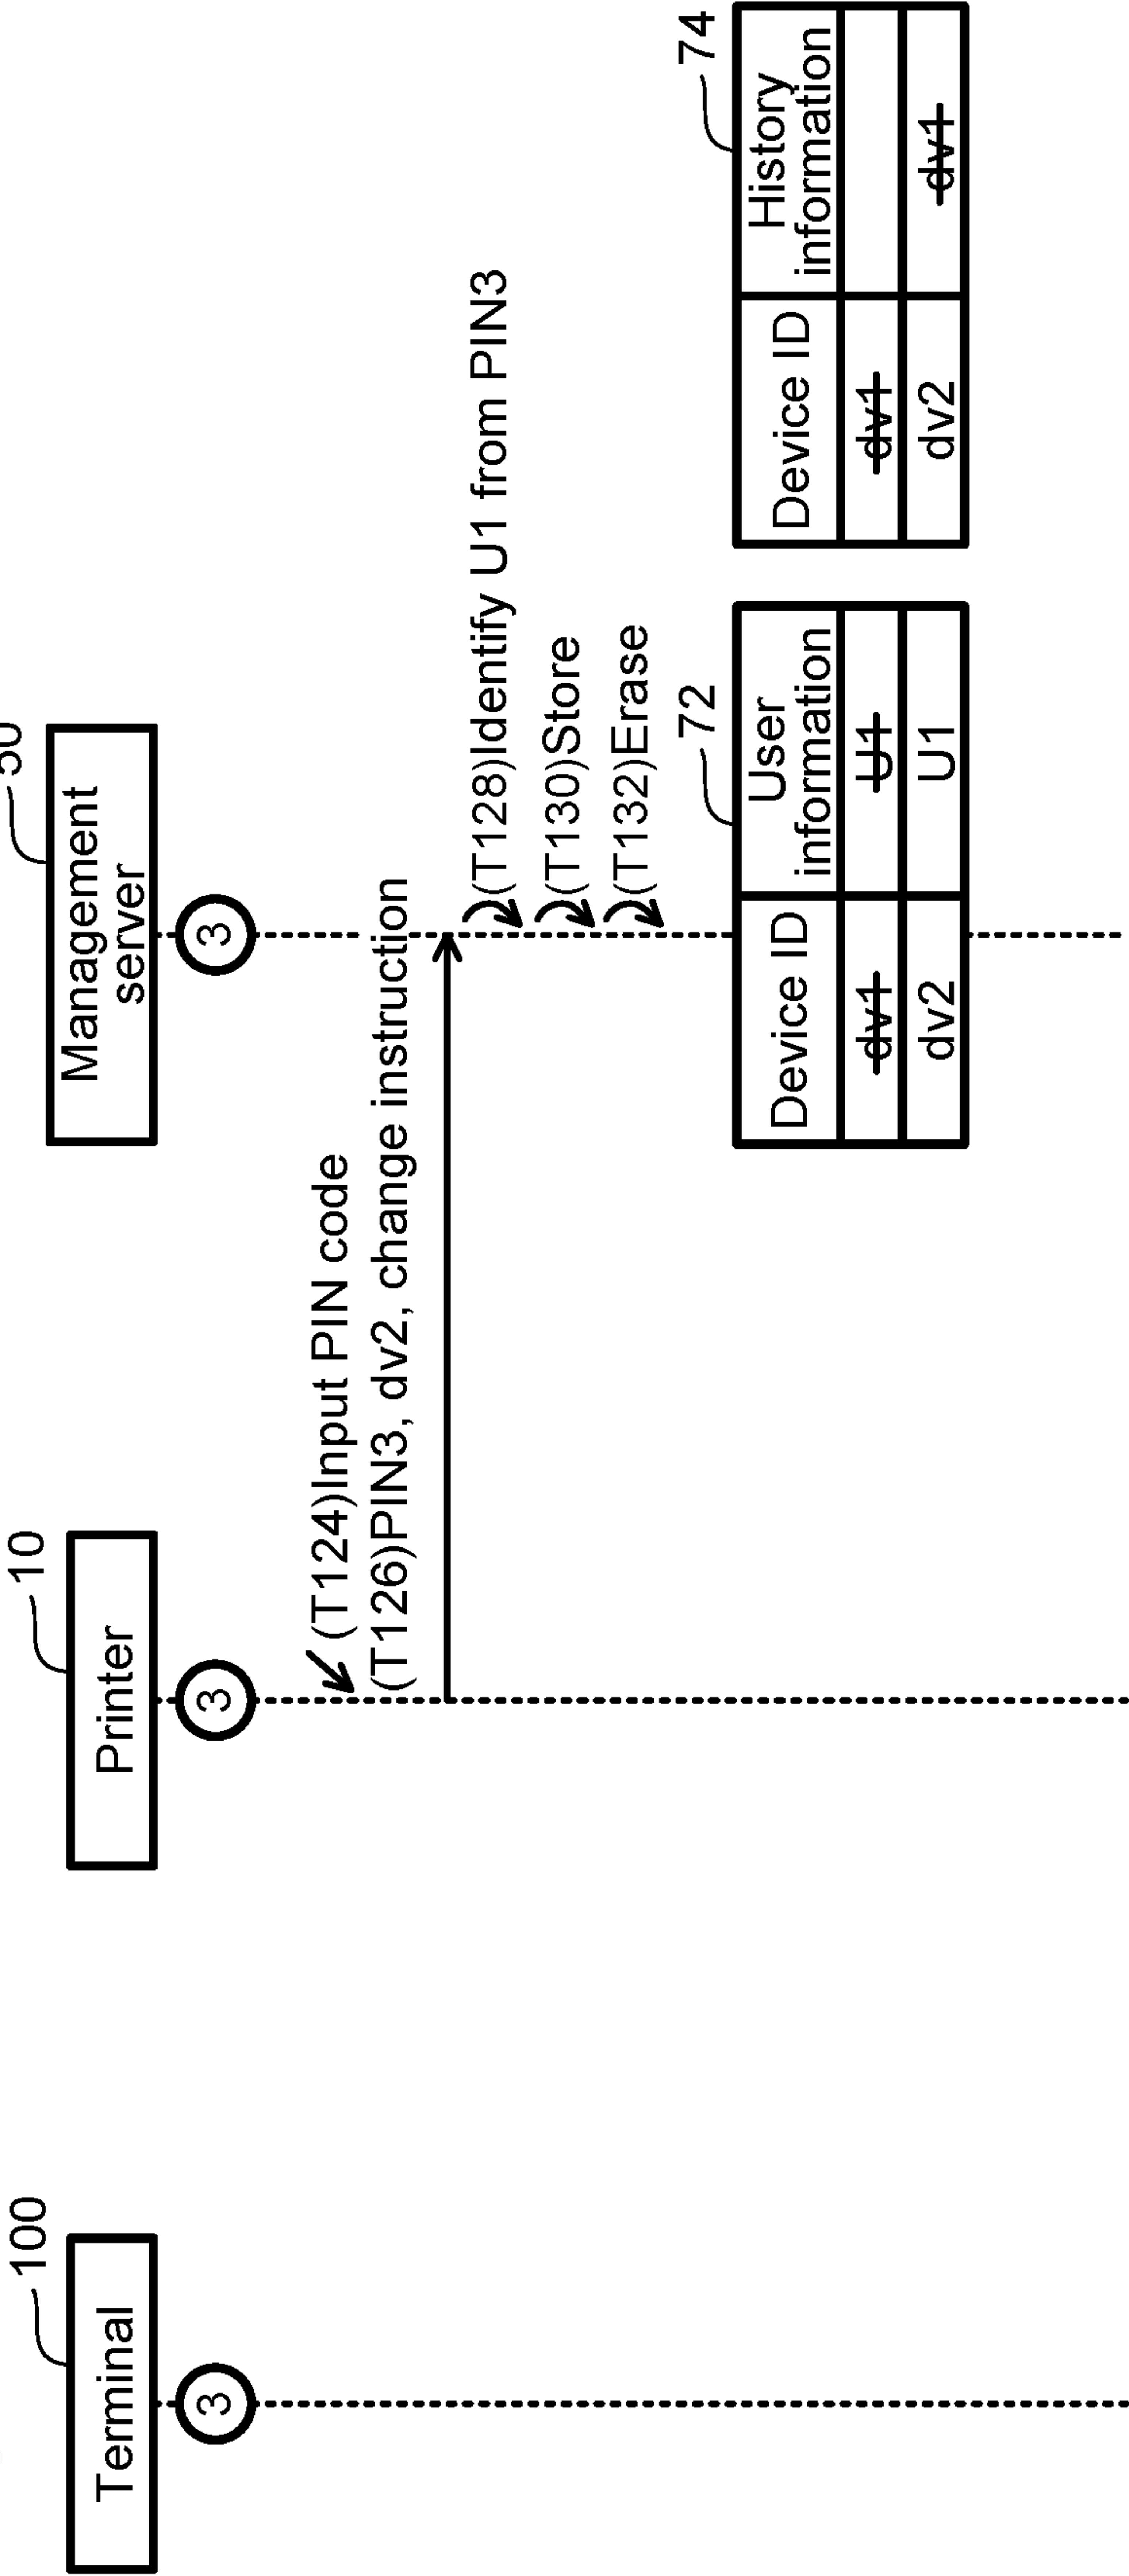 100
10
50
74
Terminal
Printer
Management
server
3
3
3
(T124)Input PIN code
(T126)PIN3, dv2, change instruction
(T128)Identify U1 from PIN3
(T130)Store
(T132)Erase
72
Device ID
User
information
dv1
U1
dv2
U1
Device ID
History
information
dv1
dv2
dv1